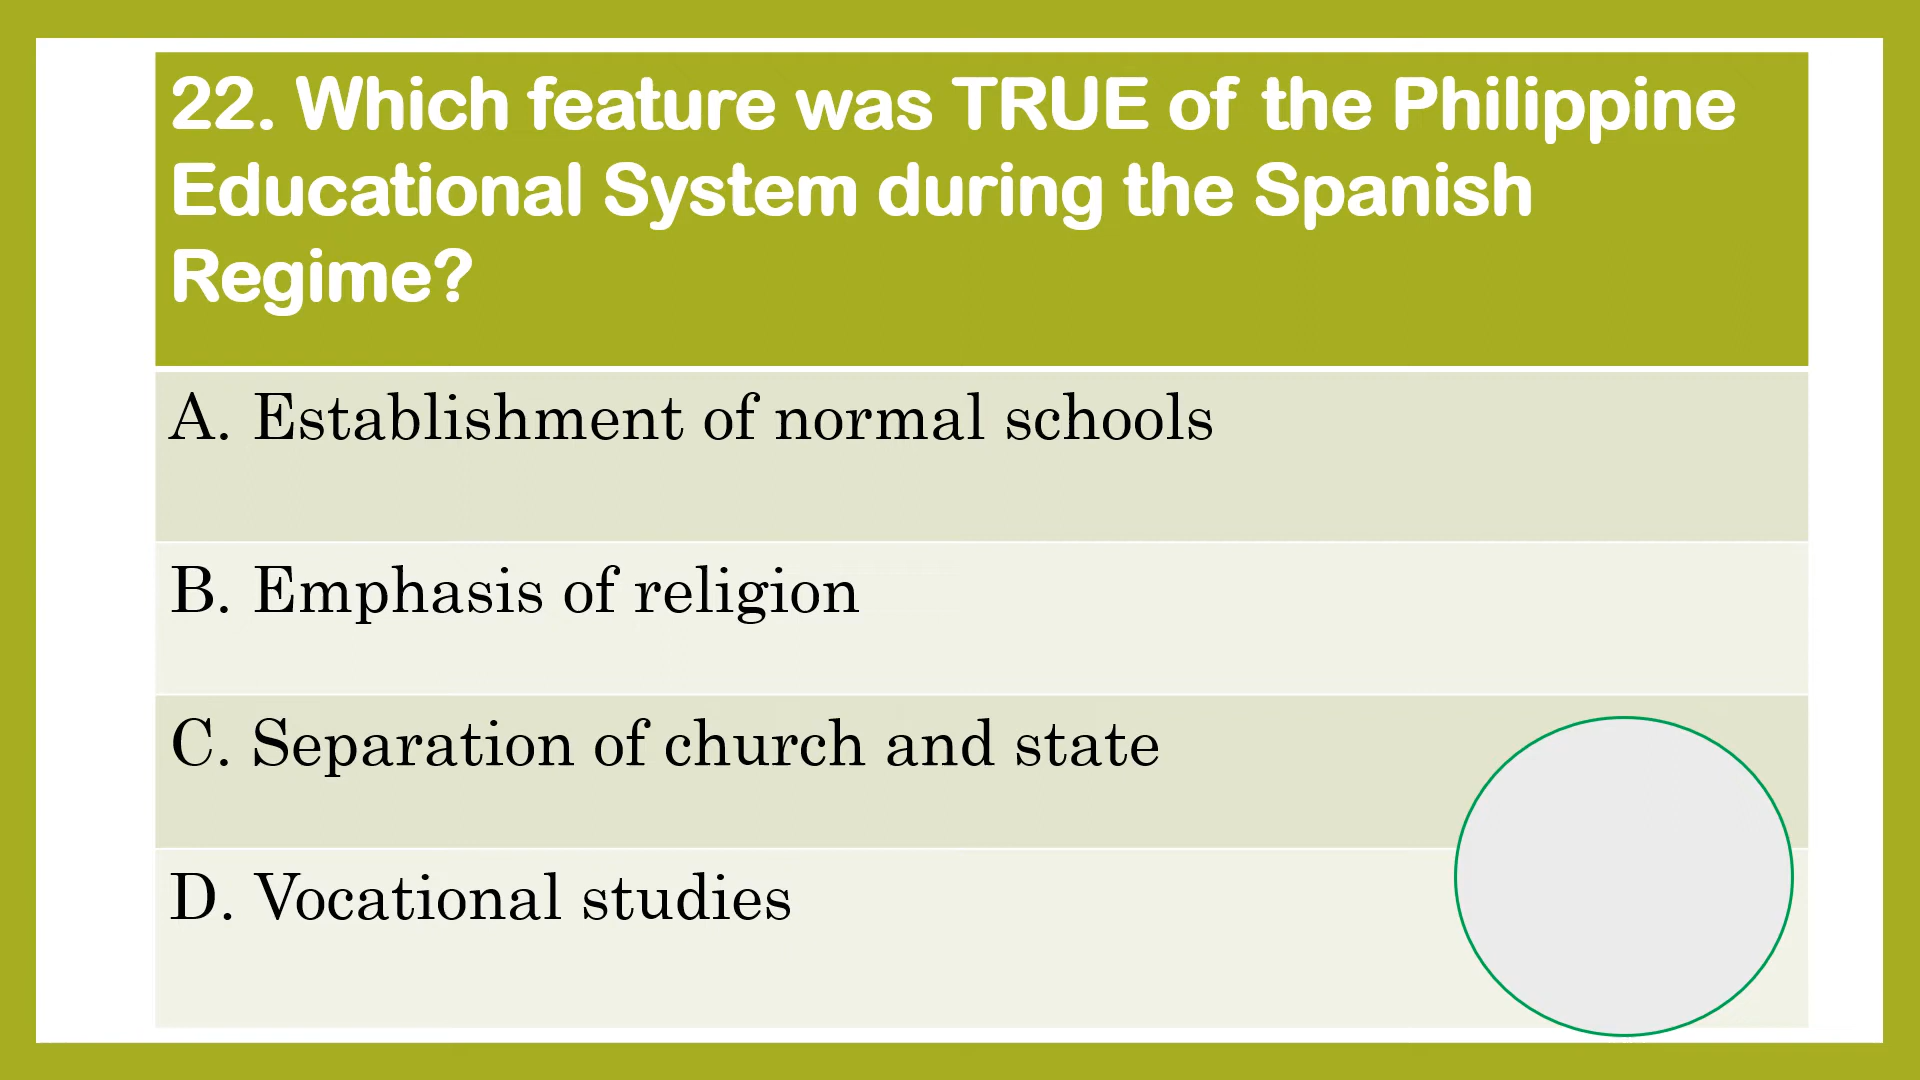 22. Which feature was TRUE of the Philippine
Educational System during the Spanish
Regime?
A. Establishment of normal schools
B. Emphasis of religion
C. Separation of church and state
D. Vocational studies